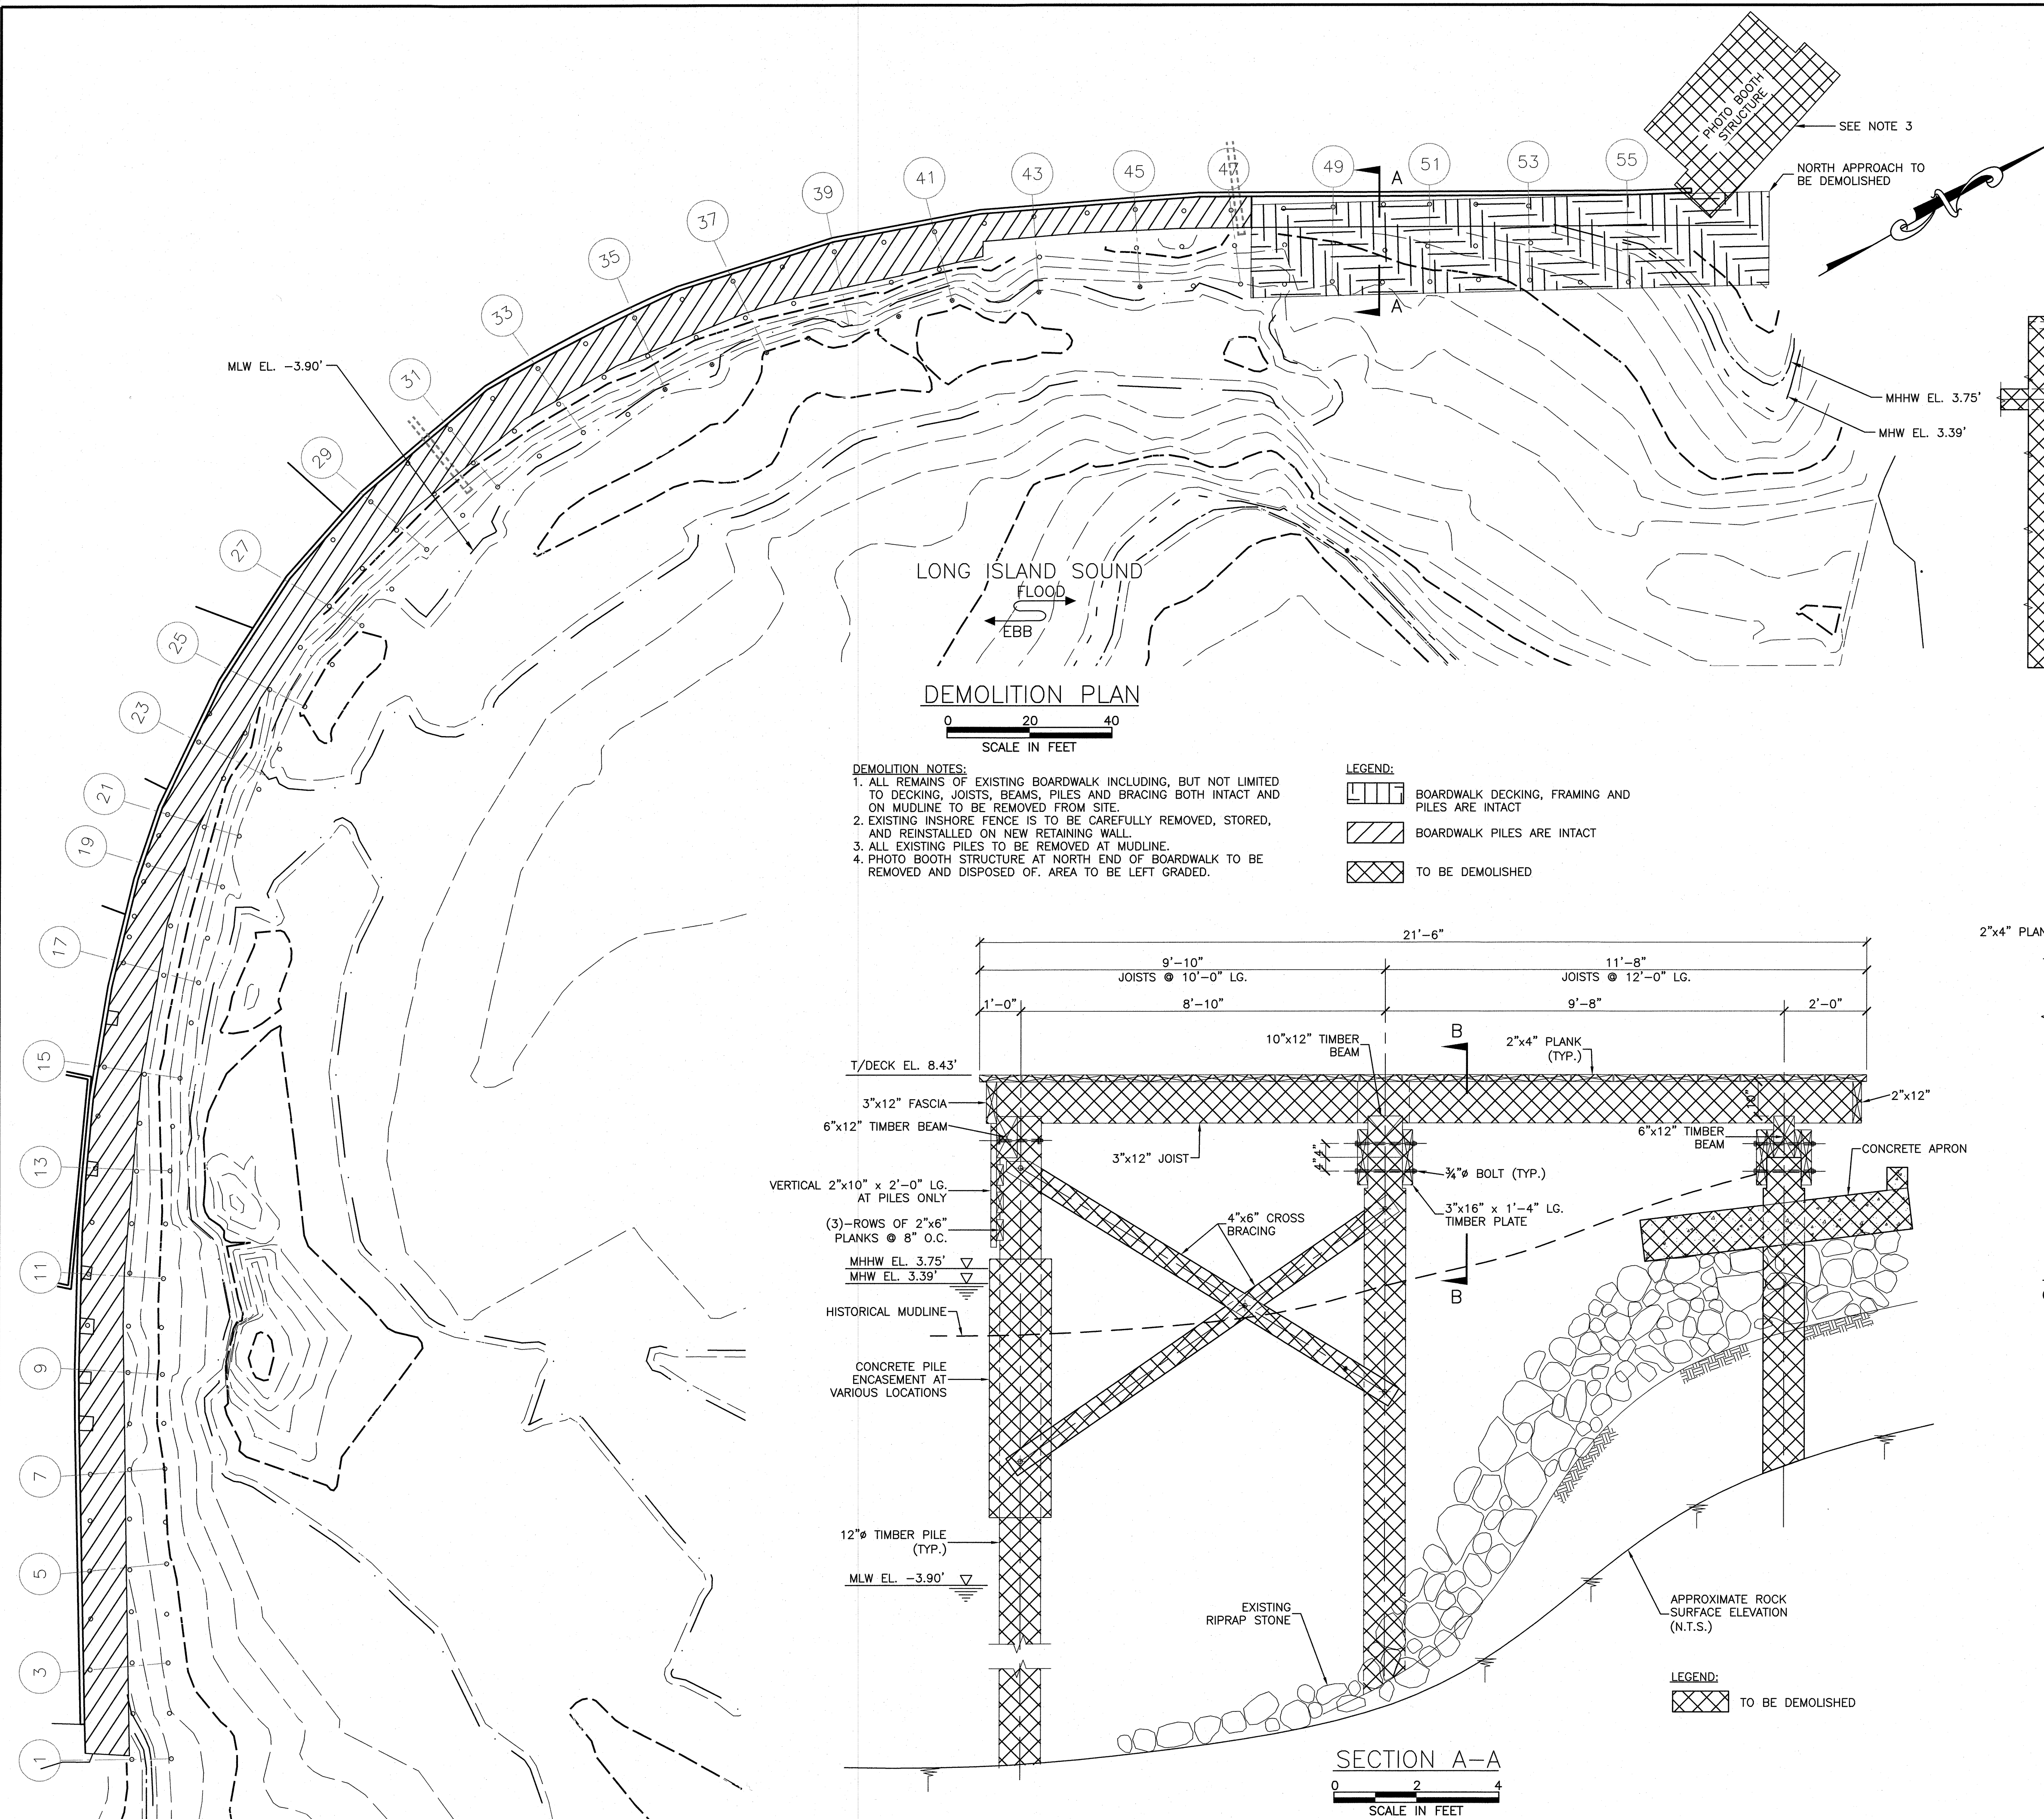 PHOTO BOOTH
STRUCTURE
SEE NOTE 3
NORTH APPROACH TO
BE DEMOLISHED
N
A
A
55
53
51
49
47
45
43
41
39
37
35
33
31
29
27
25
23
21
19
17
15
13
11
9
7
5
3
1
MLW EL. -3.90'
MHHW EL. 3.75'
MHW EL. 3.39'
LONG ISLAND SOUND
FLOOD
EBB
DEMOLITION PLAN
0 20 40
SCALE IN FEET
DEMOLITION NOTES:
1. ALL REMAINS OF EXISTING BOARDWALK INCLUDING, BUT NOT LIMITED
TO DECKING, JOISTS, BEAMS, PILES AND BRACING BOTH INTACT AND
ON MUDLINE TO BE REMOVED FROM SITE.
2. EXISTING INSHORE FENCE IS TO BE CAREFULLY REMOVED, STORED,
AND REINSTALLED ON NEW RETAINING WALL.
3. ALL EXISTING PILES TO BE REMOVED AT MUDLINE.
4. PHOTO BOOTH STRUCTURE AT NORTH END OF BOARDWALK TO BE
REMOVED AND DISPOSED OF. AREA TO BE LEFT GRADED.
LEGEND:
BOARDWALK DECKING, FRAMING AND
PILES ARE INTACT
BOARDWALK PILES ARE INTACT
TO BE DEMOLISHED
2"x4" PLAN
21'-6"
9'-10"
JOISTS @ 10'-0" LG.
11'-8"
JOISTS @ 12'-0" LG.
1'-0"
8'-10"
9'-8"
2'-0"
10"x12" TIMBER
BEAM
B
2"x4" PLANK
(TYP.)
T/DECK EL. 8.43'
3"x12" FASCIA
6"x12" TIMBER BEAM
3"x12" JOIST
10"
2"x12"
6"x12" TIMBER
BEAM
CONCRETE APRON
4"4"
¾"ø BOLT (TYP.)
VERTICAL 2"x10" x 2'-0" LG.
AT PILES ONLY
3"x16" x 1'-4" LG.
TIMBER PLATE
(3)-ROWS OF 2"x6"
PLANKS @ 8" O.C.
4"x6" CROSS
BRACING
MHHW EL. 3.75'
MHW EL. 3.39'
B
HISTORICAL MUDLINE
CONCRETE PILE
ENCASEMENT AT
VARIOUS LOCATIONS
12"ø TIMBER PILE
(TYP.)
MLW EL. -3.90'
EXISTING
RIPRAP STONE
APPROXIMATE ROCK
SURFACE ELEVATION
(N.T.S.)
LEGEND:
TO BE DEMOLISHED
SECTION A-A
0 2 4
SCALE IN FEET